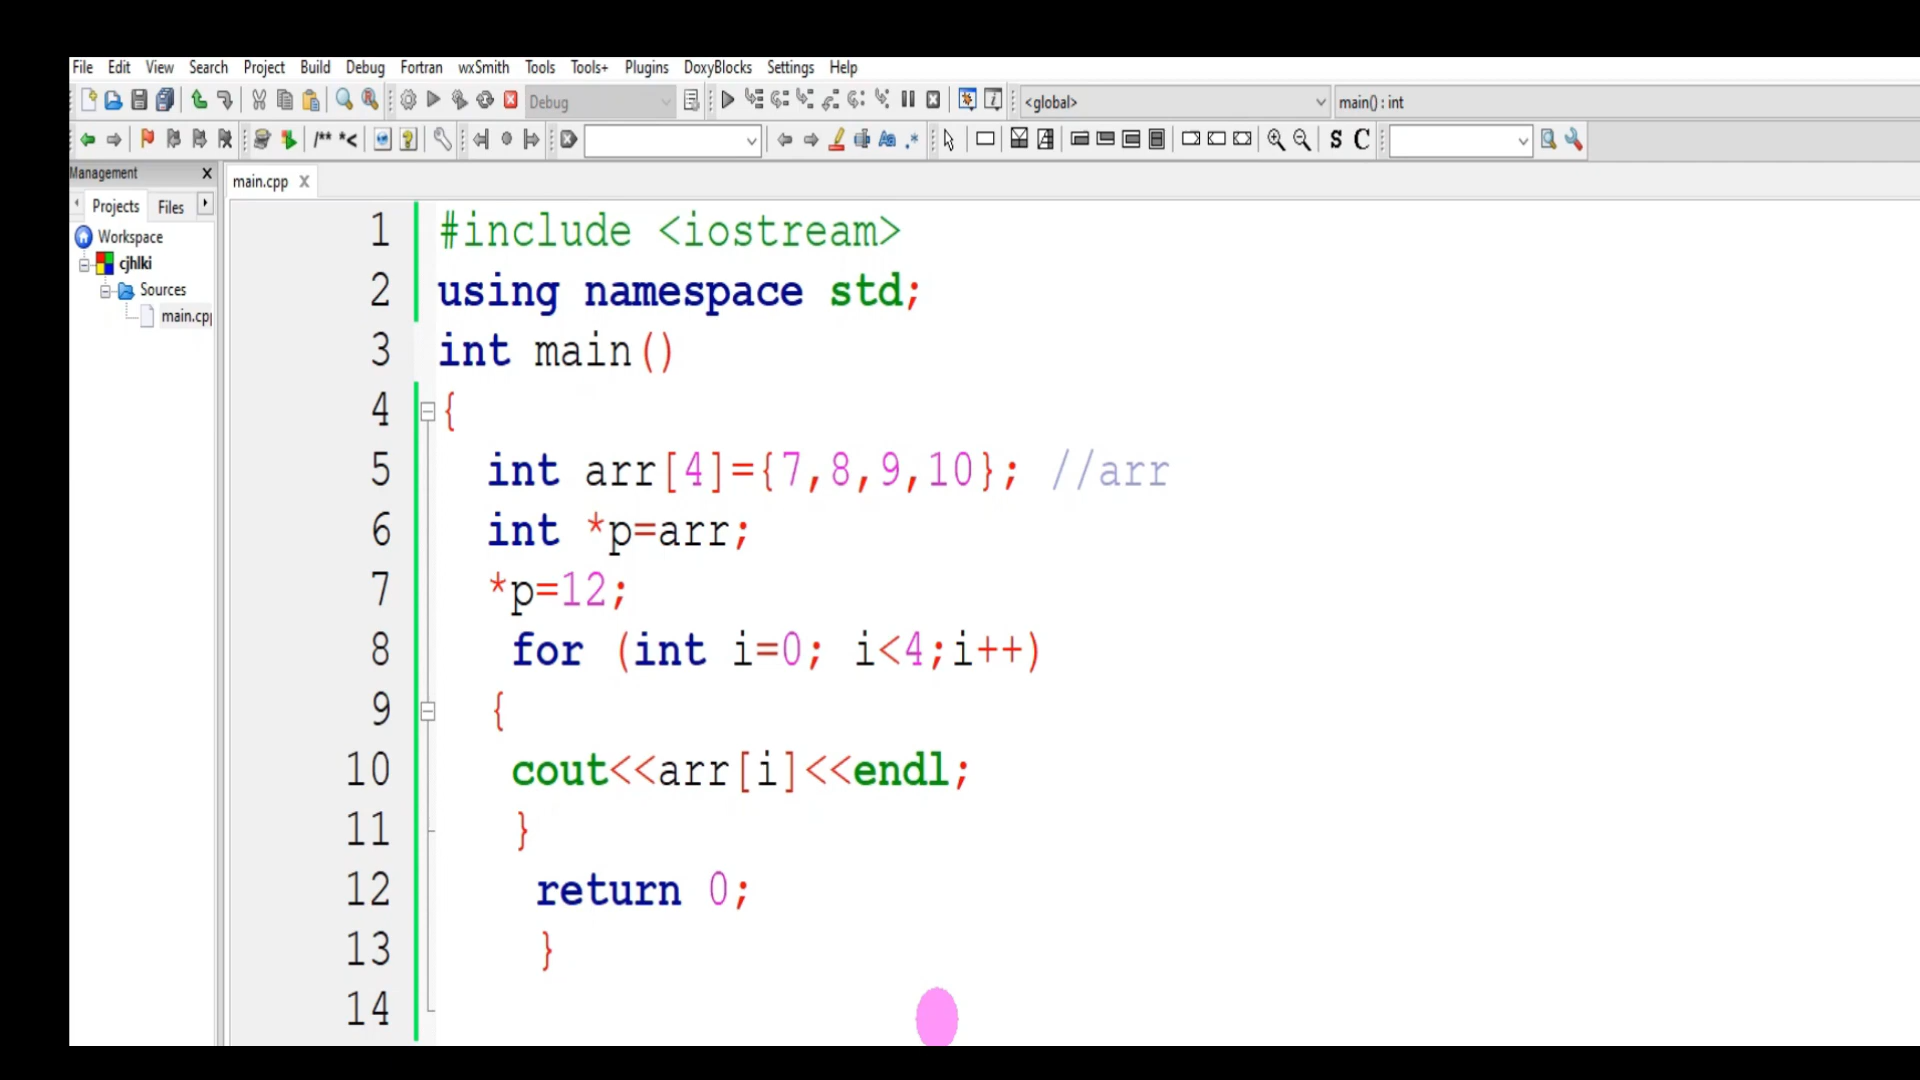 File Edit View Search Project Build Debug Fortran wxSmith Tools Tools+ Plugins DoxyBlocks Settings Help
Debug <global> main() : int
/** *< Aa .* S C
Management
main.cpp
Projects Files
Workspace
cjhlki
Sources
main.cpp
1 #include <iostream>
2 using namespace std;
3 int main()
4 {
5 int arr[4]={7,8,9,10}; //arr
6 int *p=arr;
7 *p=12;
8 for (int i=0; i<4;i++)
9 {
10 cout<<arr[i]<<endl;
11 }
12 return 0;
13 }
14